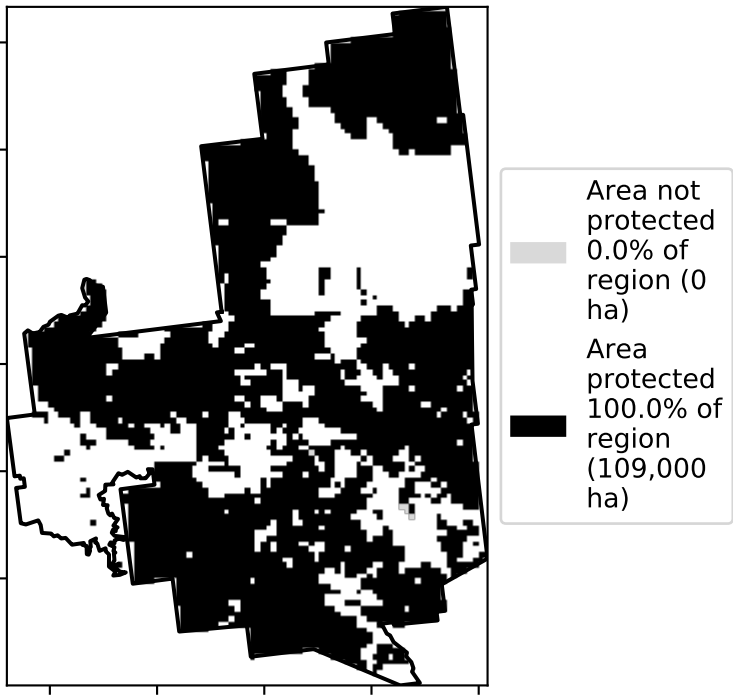 Area not
protected
0.0% of
region (0
ha)
Area
protected
100.0% of
region
(109,000
ha)